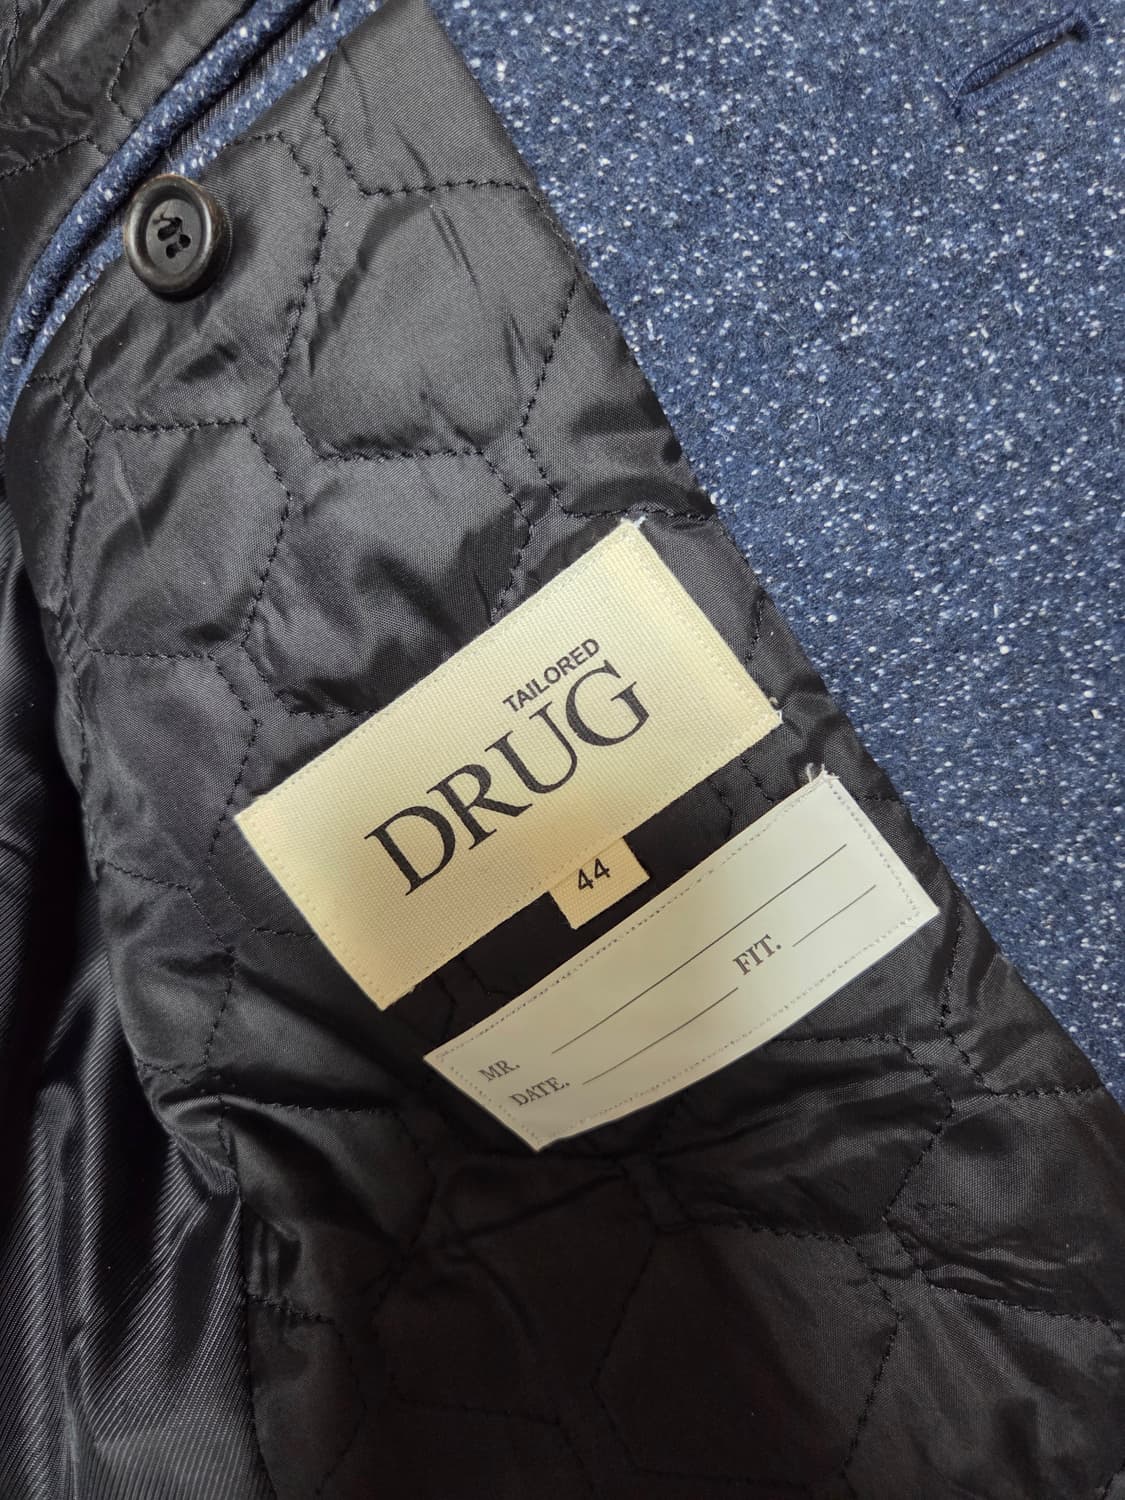 TAILORED
DRUG
44
MR.
DATE. FIT.